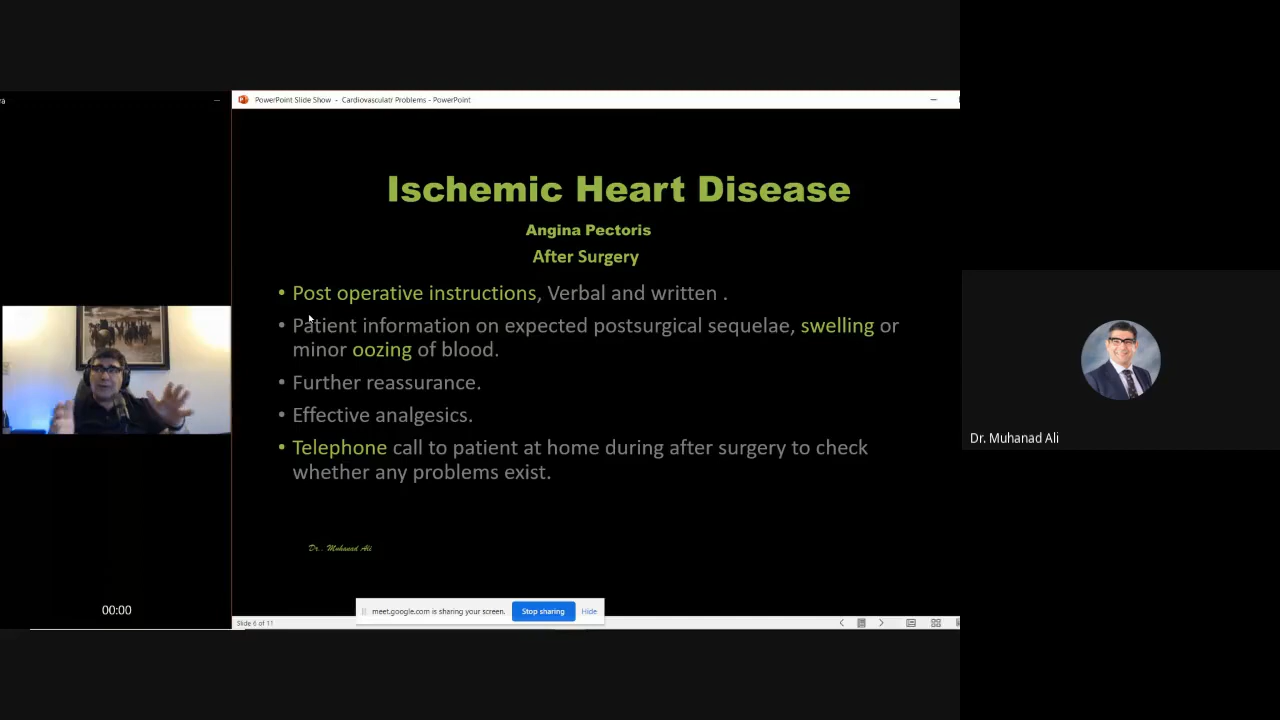 ra
PowerPoint Slide Show - Cardiovasculatr Problems - PowerPoint
Ischemic Heart Disease
Angina Pectoris
After Surgery
• Post operative instructions, Verbal and written .
• Patient information on expected postsurgical sequelae, swelling or
minor oozing of blood.
• Further reassurance.
• Effective analgesics.
• Telephone call to patient at home during after surgery to check
whether any problems exist.
Dr.. Muhanad Ali
00:00
meet.google.com is sharing your screen.
Stop sharing
Hide
Slide 6 of 11
Dr. Muhanad Ali